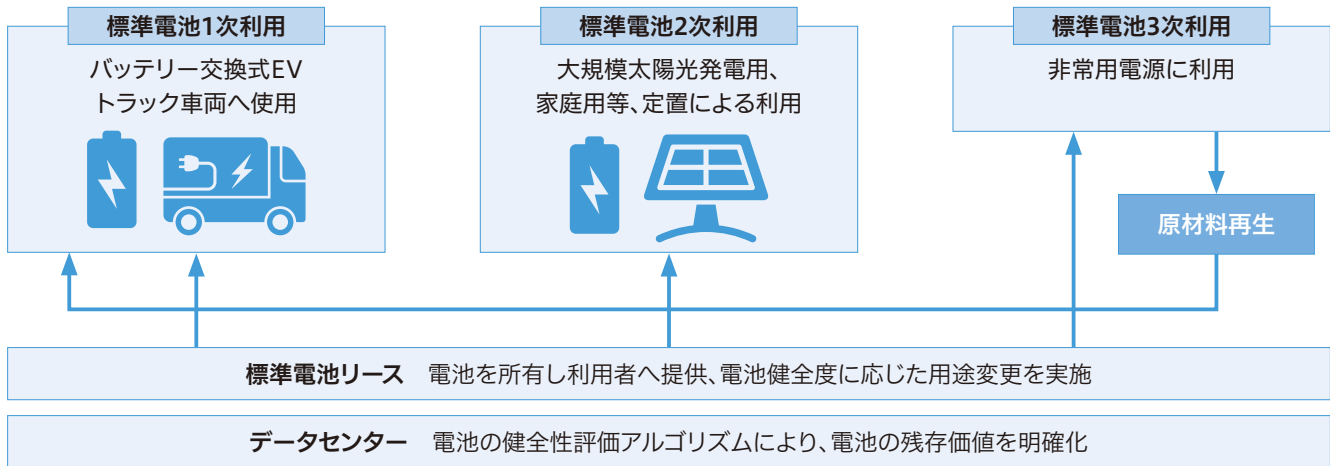 標準電池1次利用
バッテリー交換式EV
トラック車両へ使用
標準電池2次利用
大規模太陽光発電用、
家庭用等、定置による利用
標準電池3次利用
非常用電源に利用
原材料再生
標準電池リース 電池を所有し利用者へ提供、電池健全度に応じた用途変更を実施
データセンター 電池の健全性評価アルゴリズムにより、電池の残存価値を明確化